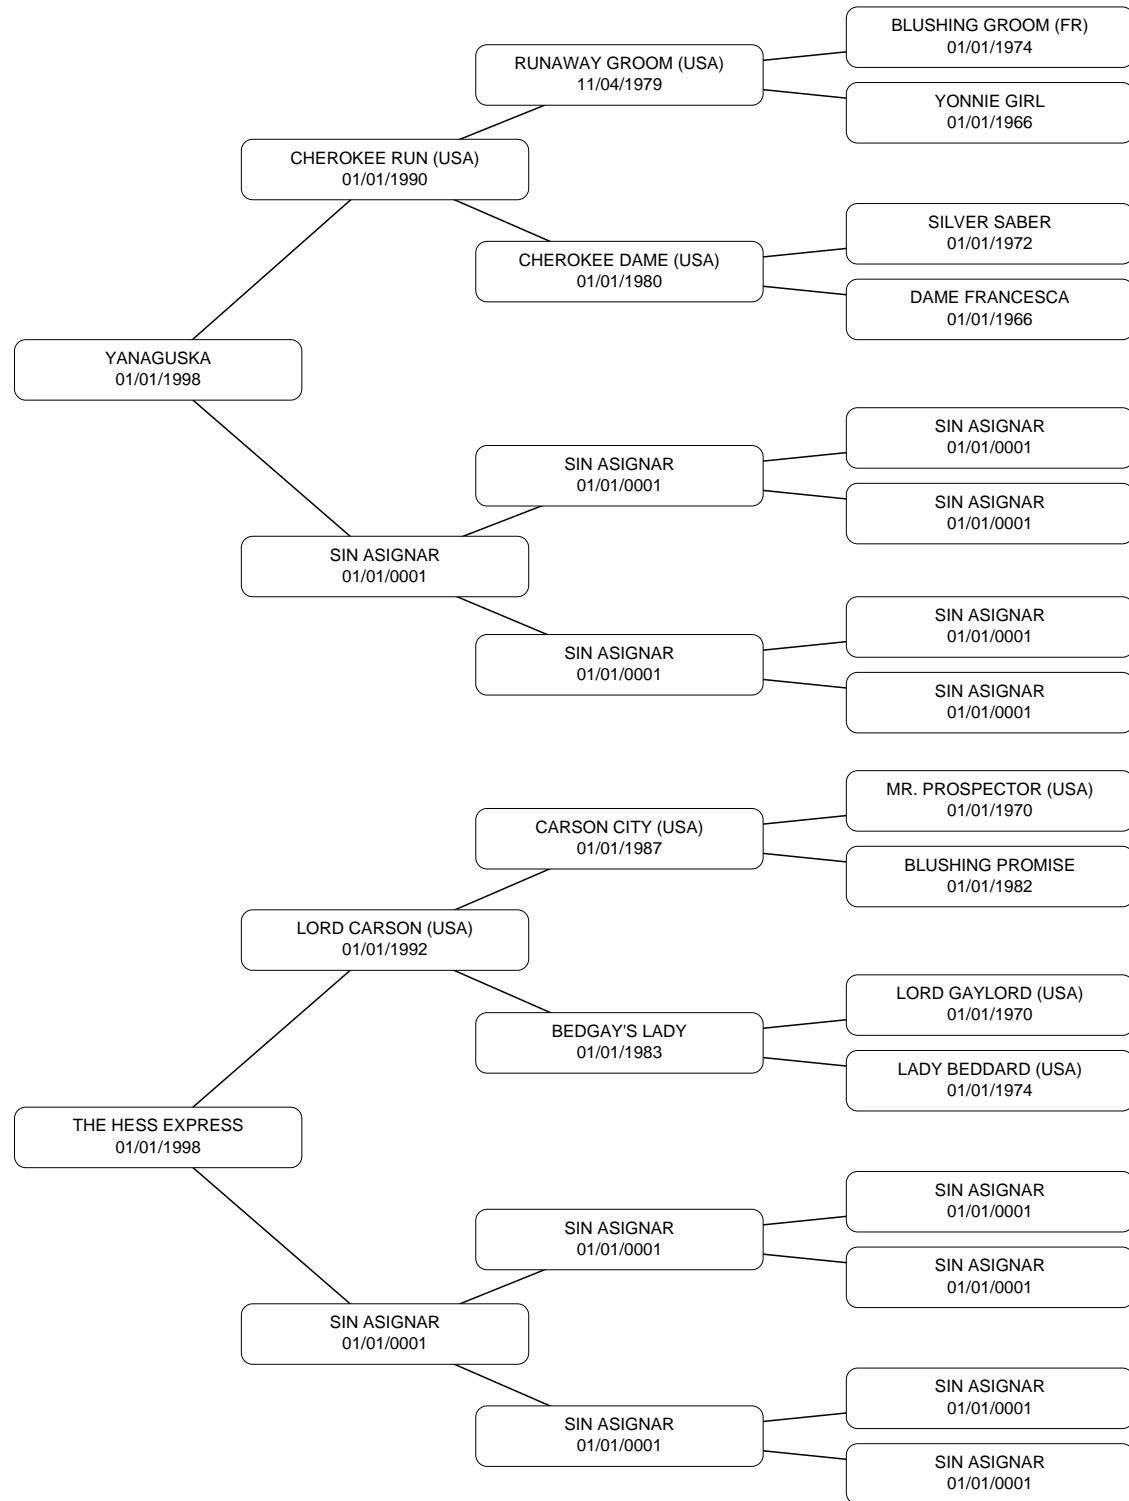 BLUSHING GROOM (FR)
01/01/1974
RUNAWAY GROOM (USA)
11/04/1979
YONNIE GIRL
01/01/1966
CHEROKEE RUN (USA)
01/01/1990
SILVER SABER
01/01/1972
CHEROKEE DAME (USA)
01/01/1980
DAME FRANCESCA
01/01/1966
YANAGUSKA
01/01/1998
SIN ASIGNAR
01/01/0001
SIN ASIGNAR
01/01/0001
SIN ASIGNAR
01/01/0001
SIN ASIGNAR
01/01/0001
SIN ASIGNAR
01/01/0001
SIN ASIGNAR
01/01/0001
SIN ASIGNAR
01/01/0001
MR. PROSPECTOR (USA)
01/01/1970
CARSON CITY (USA)
01/01/1987
BLUSHING PROMISE
01/01/1982
LORD CARSON (USA)
01/01/1992
LORD GAYLORD (USA)
01/01/1970
BEDGAY'S LADY
01/01/1983
LADY BEDDARD (USA)
01/01/1974
THE HESS EXPRESS
01/01/1998
SIN ASIGNAR
01/01/0001
SIN ASIGNAR
01/01/0001
SIN ASIGNAR
01/01/0001
SIN ASIGNAR
01/01/0001
SIN ASIGNAR
01/01/0001
SIN ASIGNAR
01/01/0001
SIN ASIGNAR
01/01/0001